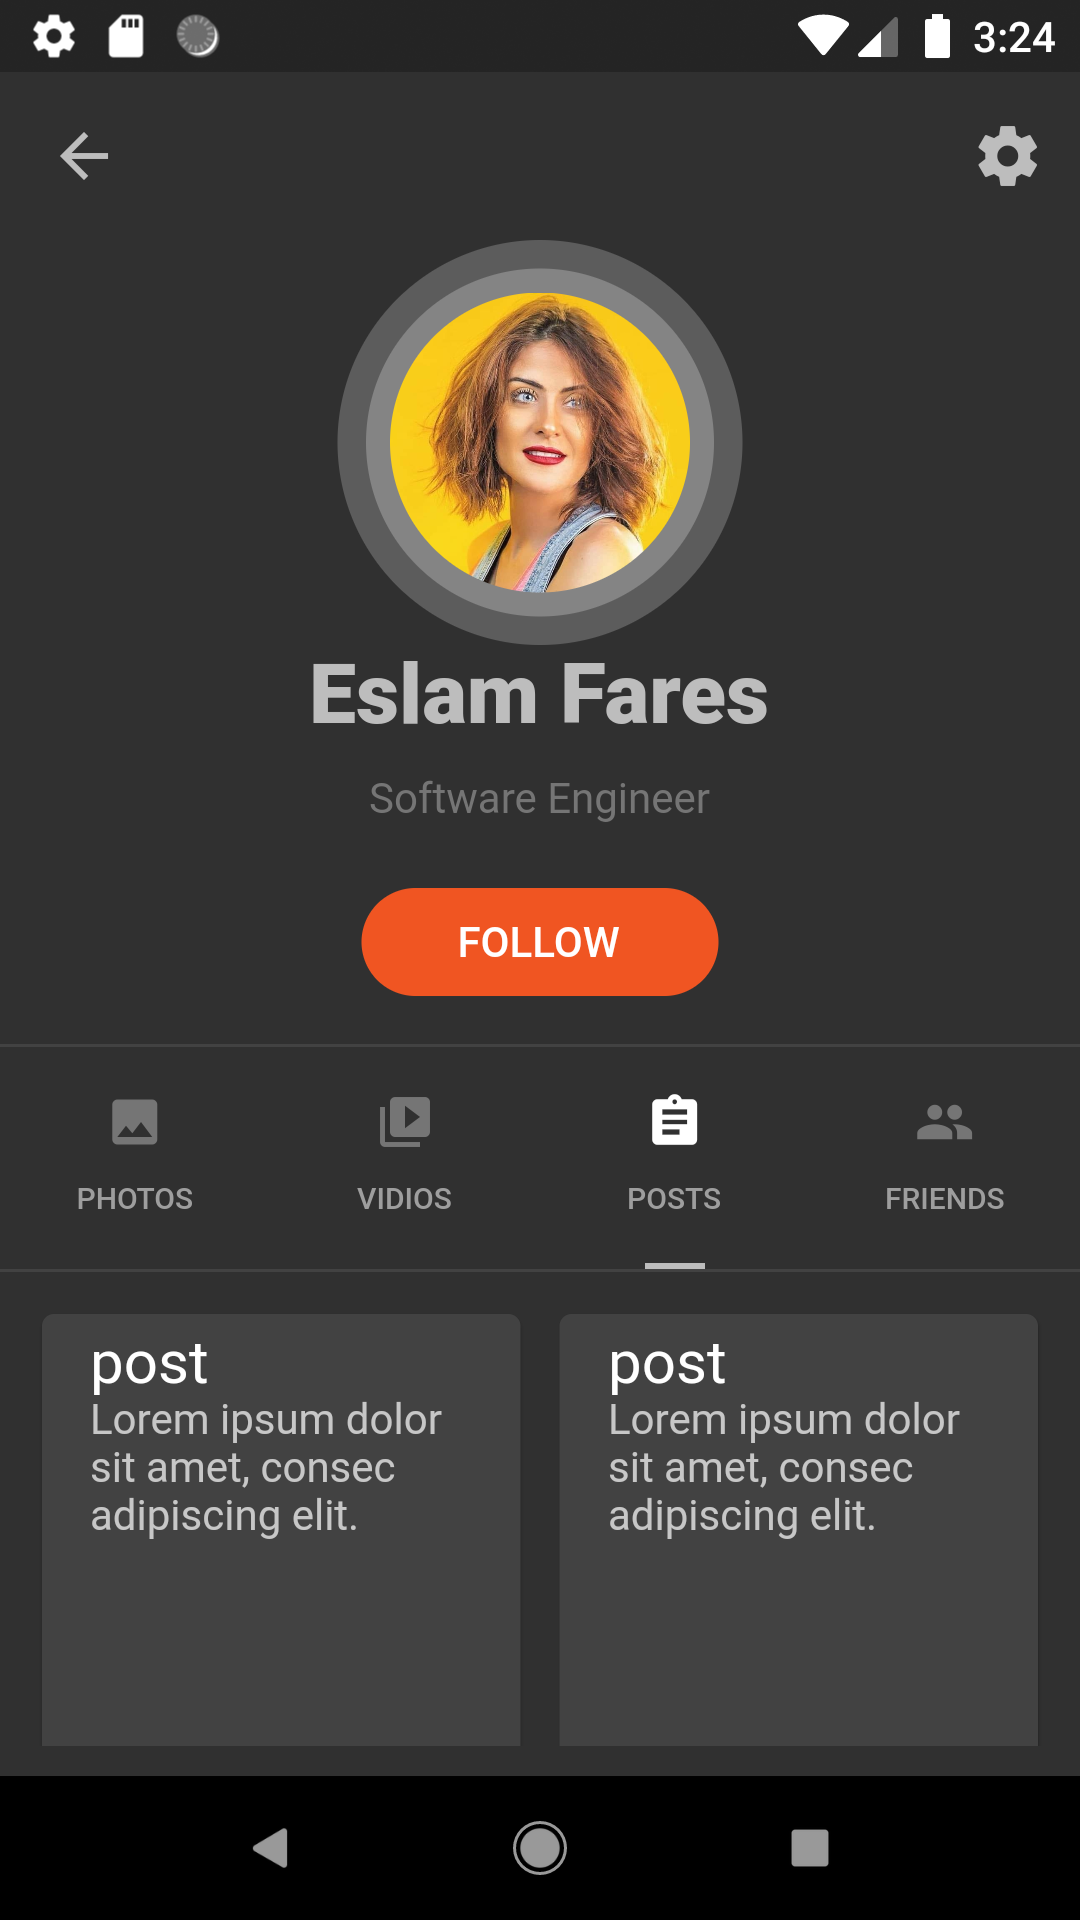 3:24
Eslam Fares
Software Engineer
FOLLOW
PHOTOS
VIDIOS
POSTS
FRIENDS
post
Lorem ipsum dolor
sit amet, consec
adipiscing elit.
post
Lorem ipsum dolor
sit amet, consec
adipiscing elit.